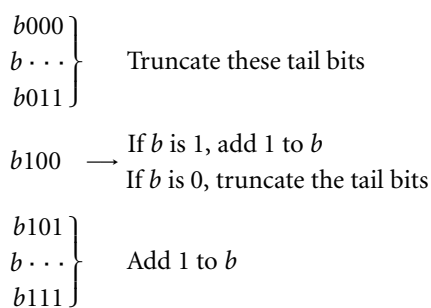 b000
b · · ·
b011
Truncate these tail bits
b100 ⟶ If b is 1, add 1 to b
If b is 0, truncate the tail bits
b101
b · · ·
b111
Add 1 to b